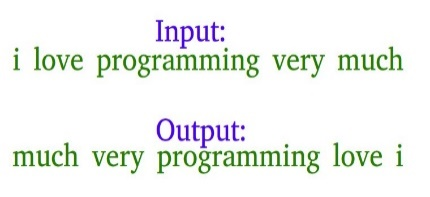 Input:
i love programming very much
Output:
much very programming love i